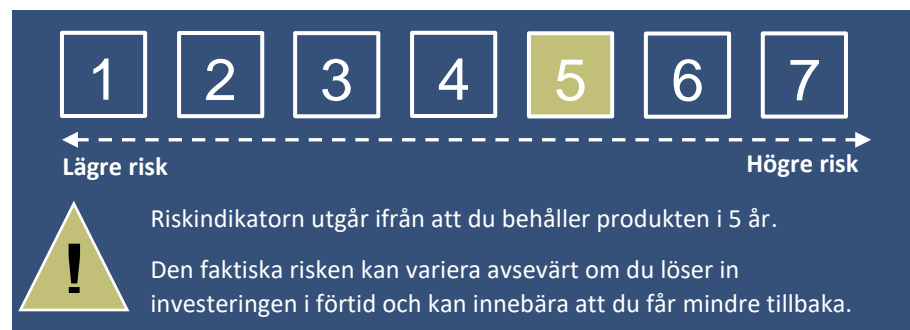 1 2 3 4 5 6 7
Lägre risk Högre risk
!
Riskindikatorn utgår ifrån att du behåller produkten i 5 år.
Den faktiska risken kan variera avsevärt om du löser in
investeringen i förtid och kan innebära att du får mindre tillbaka.